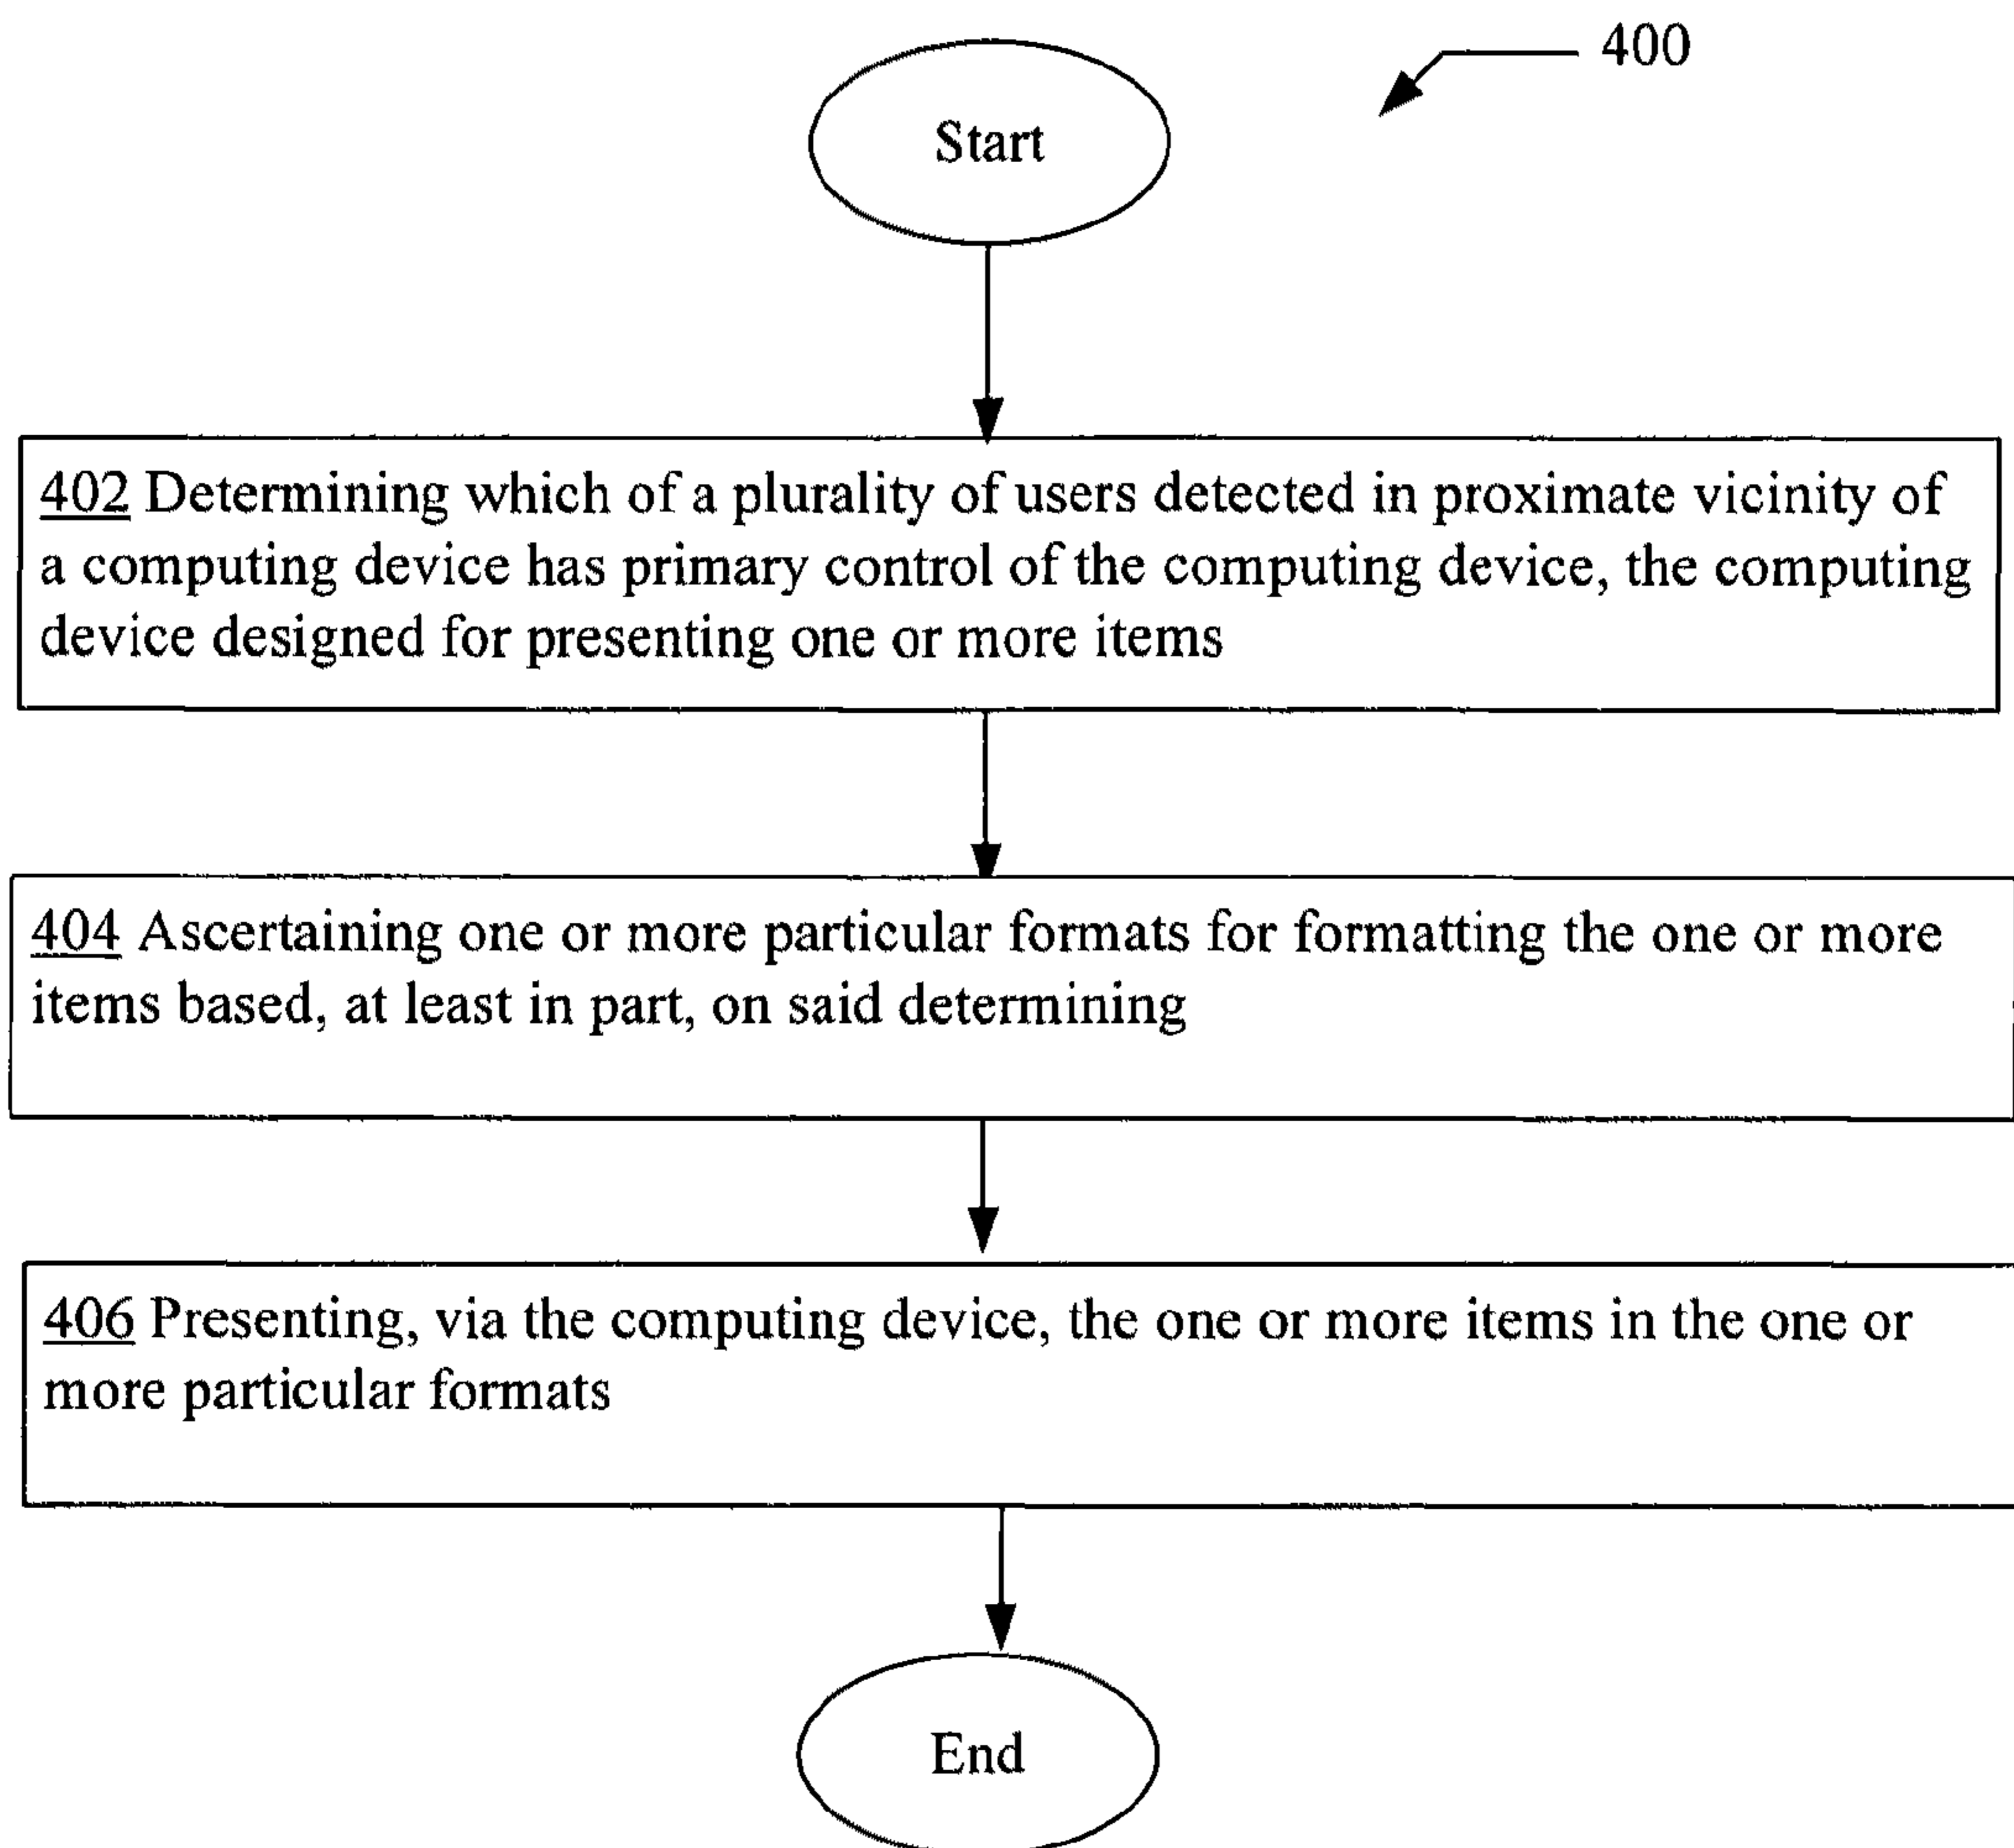 400
Start
402 Determining which of a plurality of users detected in proximate vicinity of
a computing device has primary control of the computing device, the computing
device designed for presenting one or more items
404 Ascertaining one or more particular formats for formatting the one or more
items based, at least in part, on said determining
406 Presenting, via the computing device, the one or more items in the one or
more particular formats
End